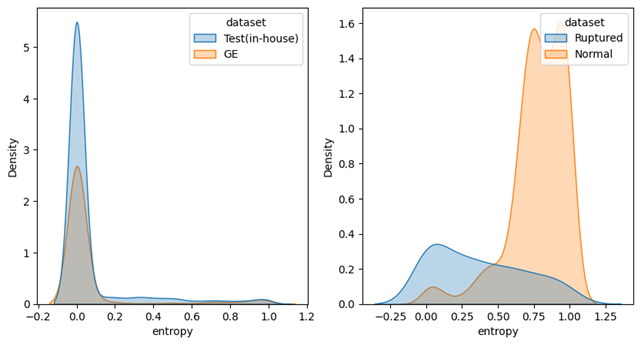 dataset
Test(in-house)
GE
Density
5
4
3
2
1
0
−0.2 0.0 0.2 0.4 0.6 0.8 1.0 1.2
entropy
dataset
Ruptured
Normal
Density
1.6
1.4
1.2
1.0
0.8
0.6
0.4
0.2
0.0
−0.25 0.00 0.25 0.50 0.75 1.00 1.25
entropy